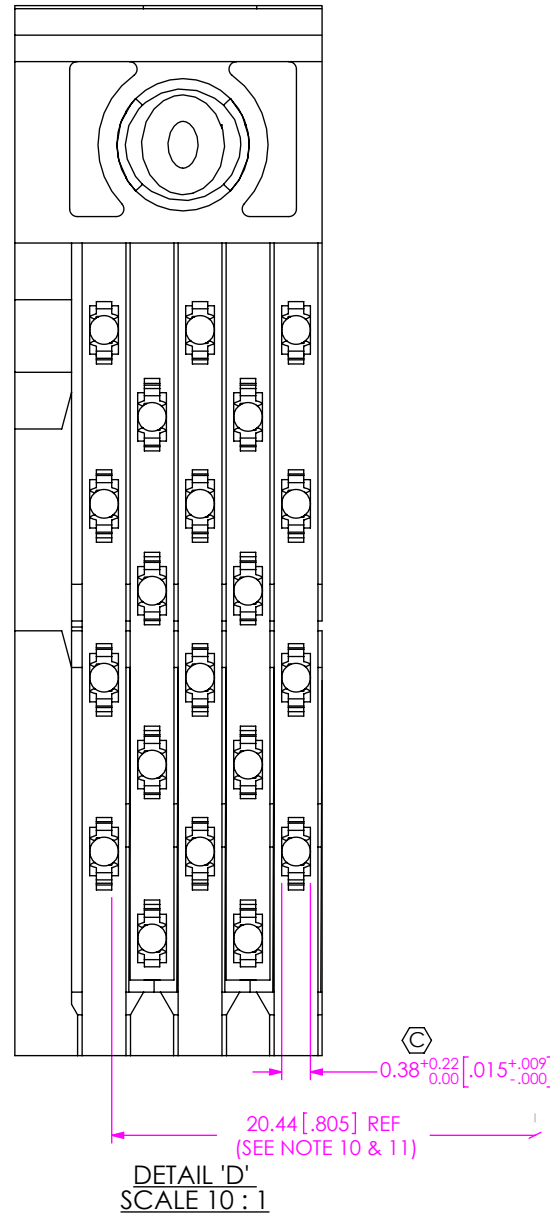 C
0.38 +0.22 0.00 [.015 +.009 -.000]
20.44 [.805] REF
(SEE NOTE 10 & 11)
DETAIL 'D'
SCALE 10 : 1